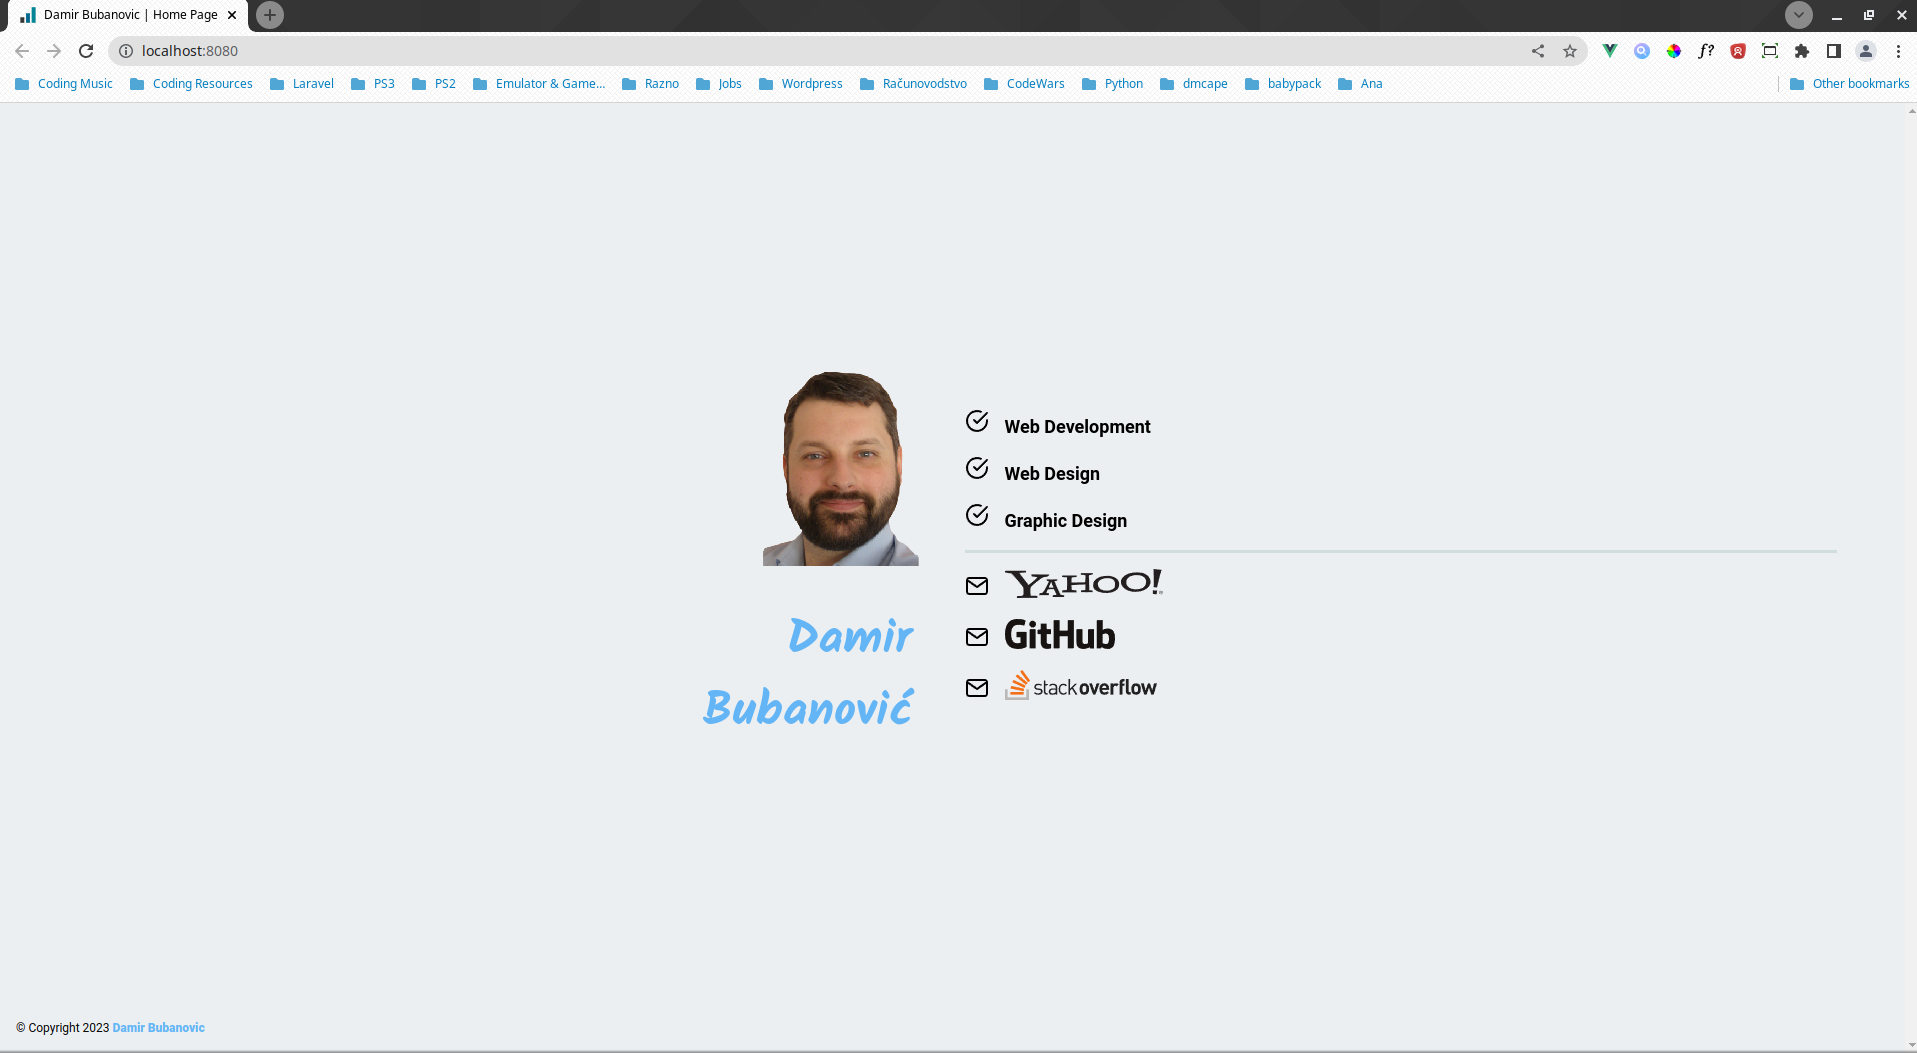 Damir Bubanovic | Home Page
localhost:8080
f?
Coding Music Coding Resources Laravel PS3 PS2 Emulator & Game... Razno Jobs Wordpress Računovodstvo CodeWars Python dmcape babypack Ana Other bookmarks
Web Development
Web Design
Graphic Design
YAHOO!
GitHub
stackoverflow
Damir
Bubanović
© Copyright 2023 Damir Bubanovic